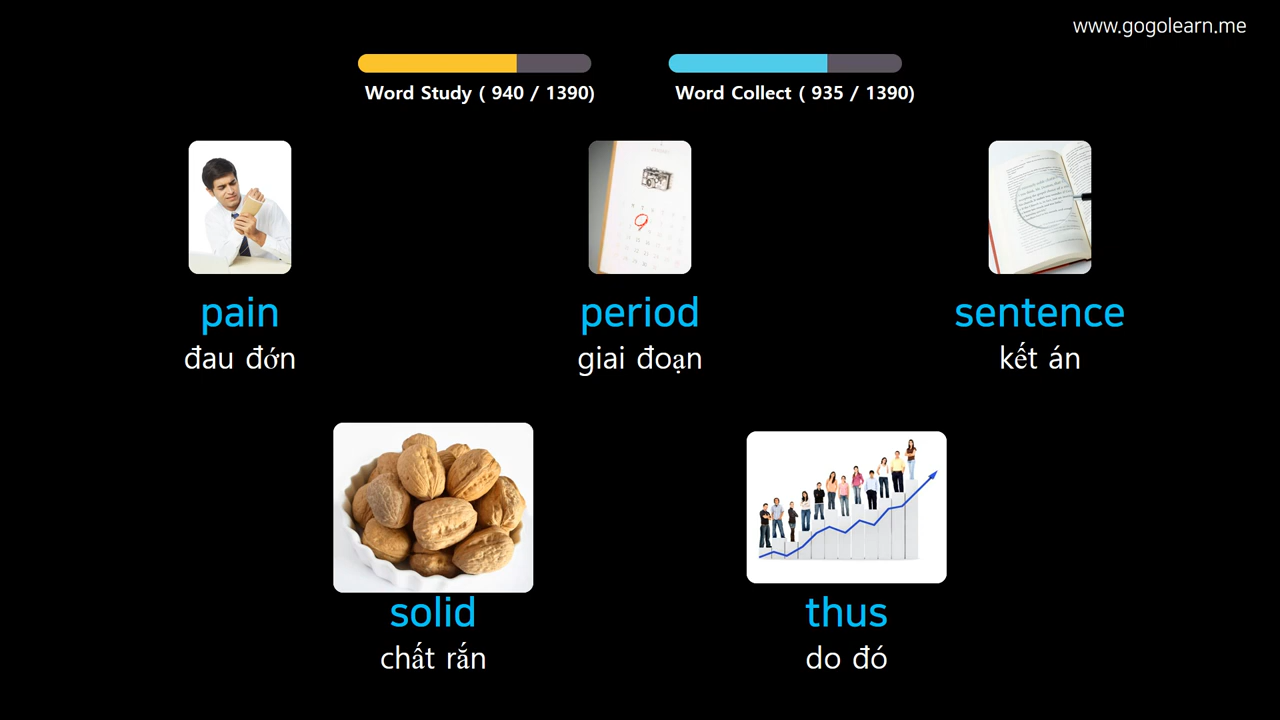 www.gogolearn.me
Word Study ( 940 / 1390)
Word Collect ( 935 / 1390)
pain
đau đớn
period
giai đoạn
sentence
kết án
solid
chất rắn
thus
do đó